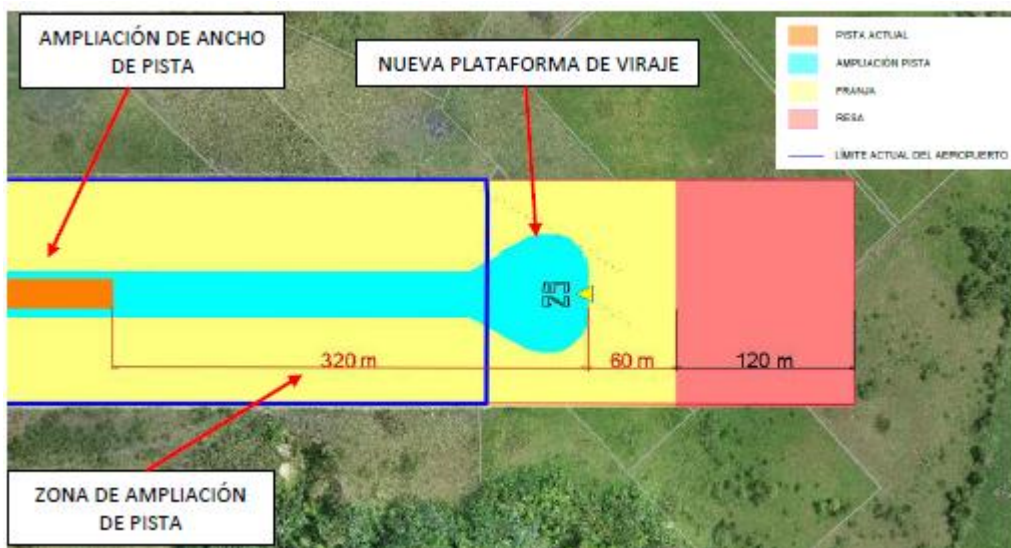 AMPLIACIÓN DE ANCHO
DE PISTA
NUEVA PLATAFORMA DE VIRAJE
PISTA ACTUAL
AMPLIACIÓN PISTA
FRANJA
RESA
LÍMITE ACTUAL DEL AEROPUERTO
23
320 m
60 m
120 m
ZONA DE AMPLIACIÓN
DE PISTA